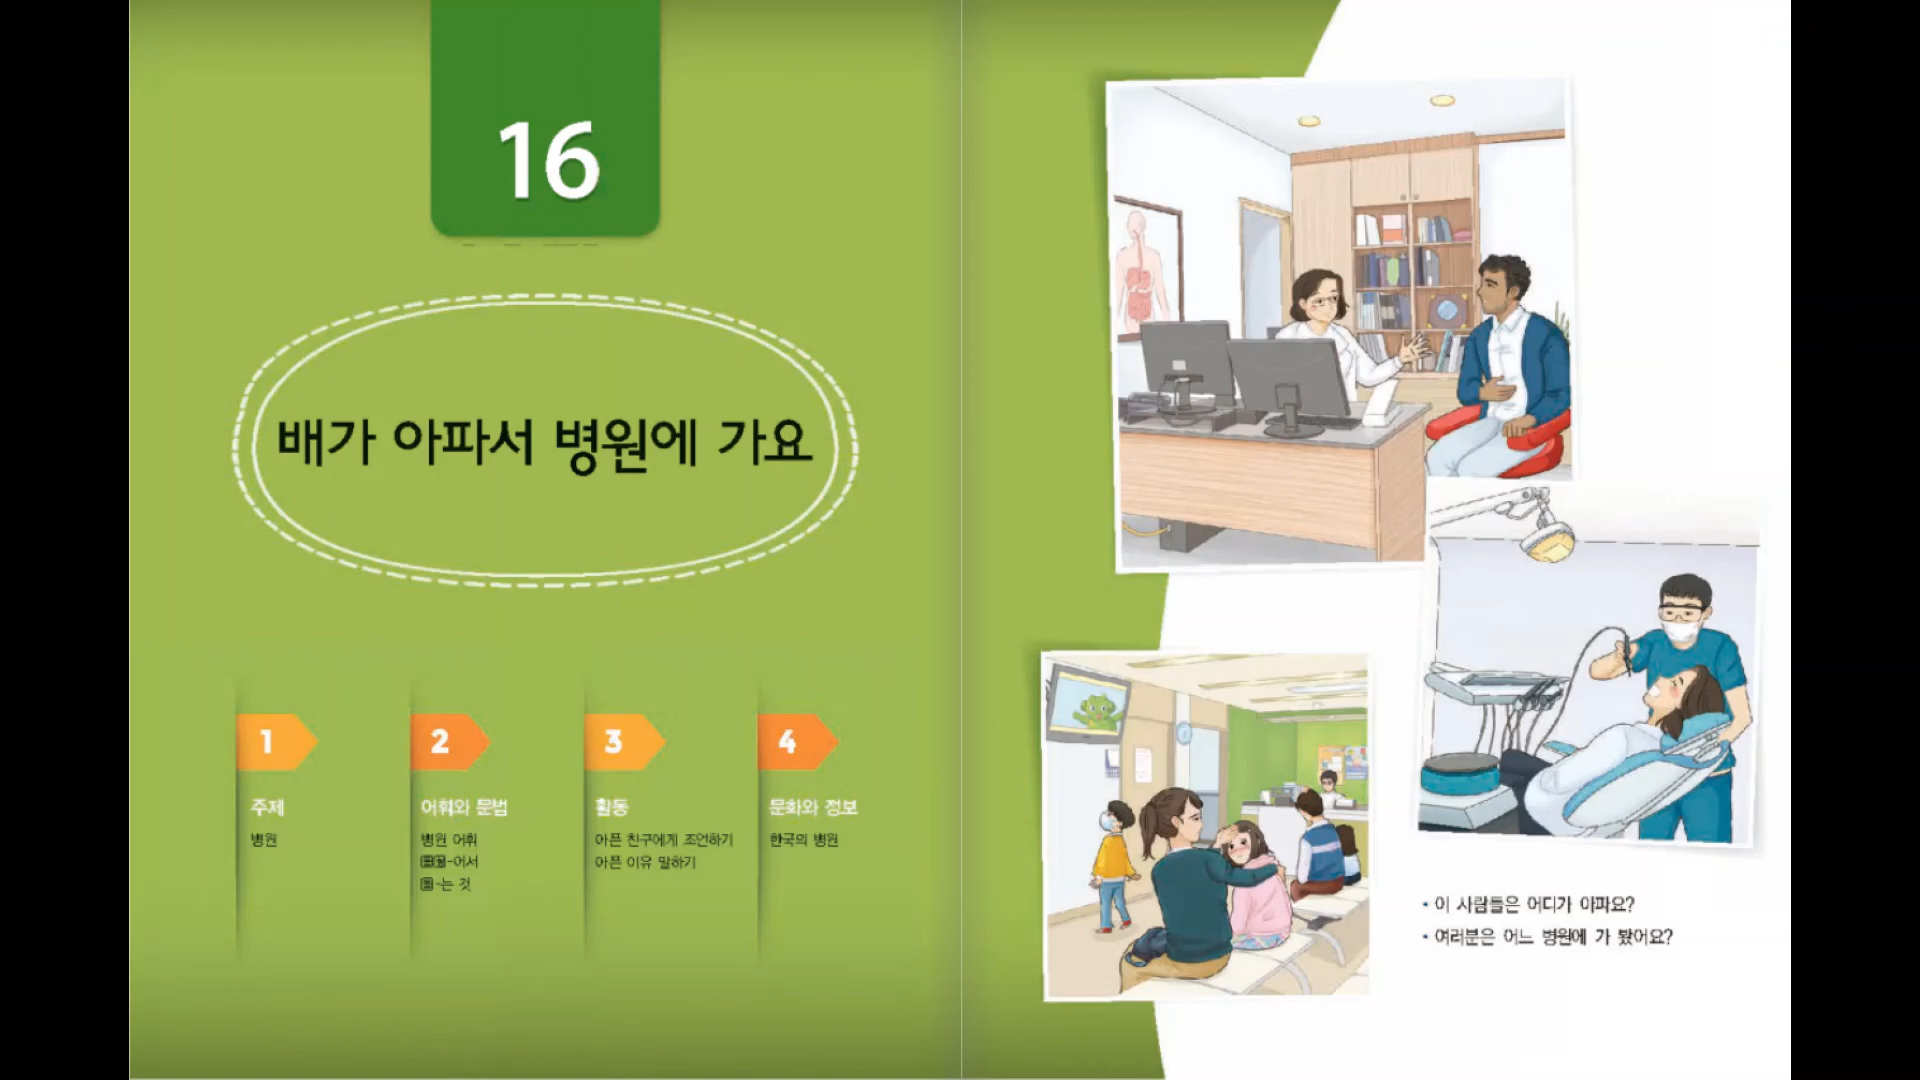 16
배가 아파서 병원에 가요
1
주제
병원
2
어휘와 문법
병원 어휘
동형-어서
동-는 것
3
활동
아픈 친구에게 조언하기
아픈 이유 말하기
4
문화와 정보
한국의 병원
• 이 사람들은 어디가 아파요?
• 여러분은 어느 병원에 가 봤어요?